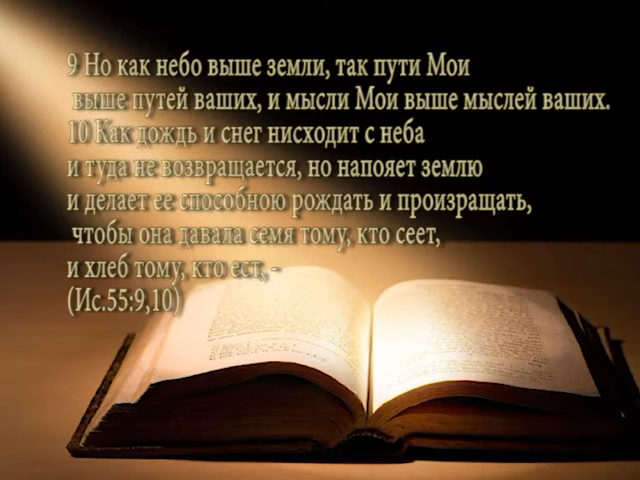 9 Но как небо выше земли, так пути Мои
выше путей ваших, и мысли Мои выше мыслей ваших.
10 Как дождь и снег нисходит с неба
и туда не возвращается, но напояет землю
и делает ее способною рождать и произращать,
чтобы она давала семя тому, кто сеет,
и хлеб тому, кто ест, -
(Ис.55:9,10)